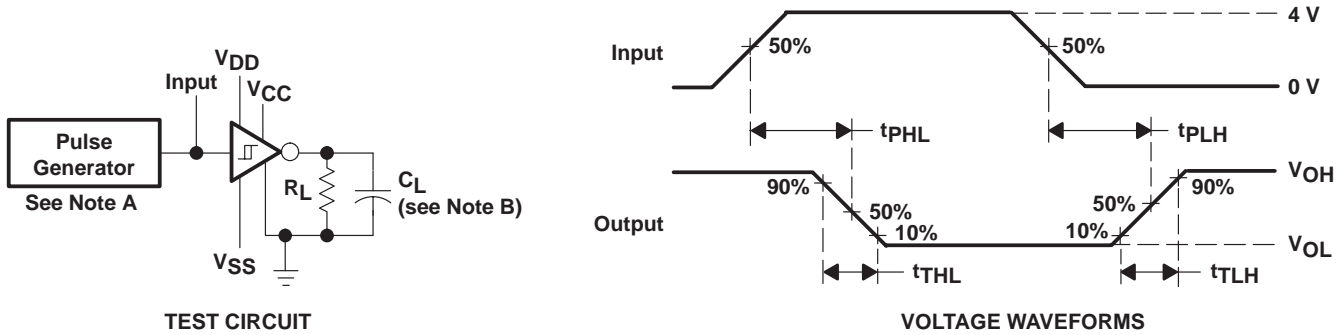 VDD
Input
VCC
Pulse
Generator
See Note A
RL
CL
(see Note B)
VSS
TEST CIRCUIT
4 V
50%
50%
Input
0 V
tPHL
tPLH
VOH
90%
90%
50%
50%
Output
10%
10%
VOL
tTHL
tTLH
VOLTAGE WAVEFORMS